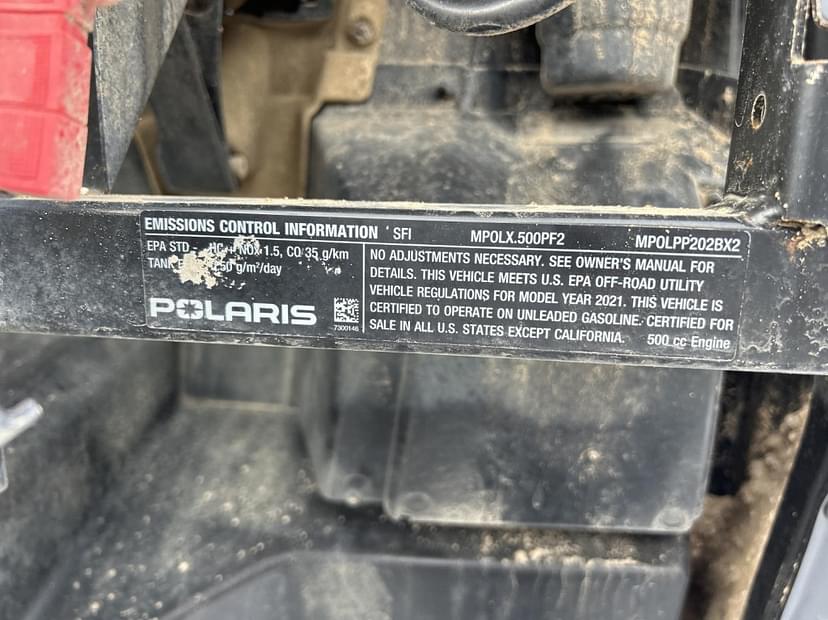 EMISSIONS CONTROL INFORMATION SFI MPOLX.500PF2 MPOLPP202BX2
EPA STD - HC + NOX 1.5, CO 35 g/km
TANK g/m²/day
POLARIS
7300146
NO ADJUSTMENTS NECESSARY. SEE OWNER'S MANUAL FOR
DETAILS. THIS VEHICLE MEETS U.S. EPA OFF-ROAD UTILITY
VEHICLE REGULATIONS FOR MODEL YEAR 2021. THIS VEHICLE IS
CERTIFIED TO OPERATE ON UNLEADED GASOLINE. CERTIFIED FOR
SALE IN ALL U.S. STATES EXCEPT CALIFORNIA. 500 cc Engine